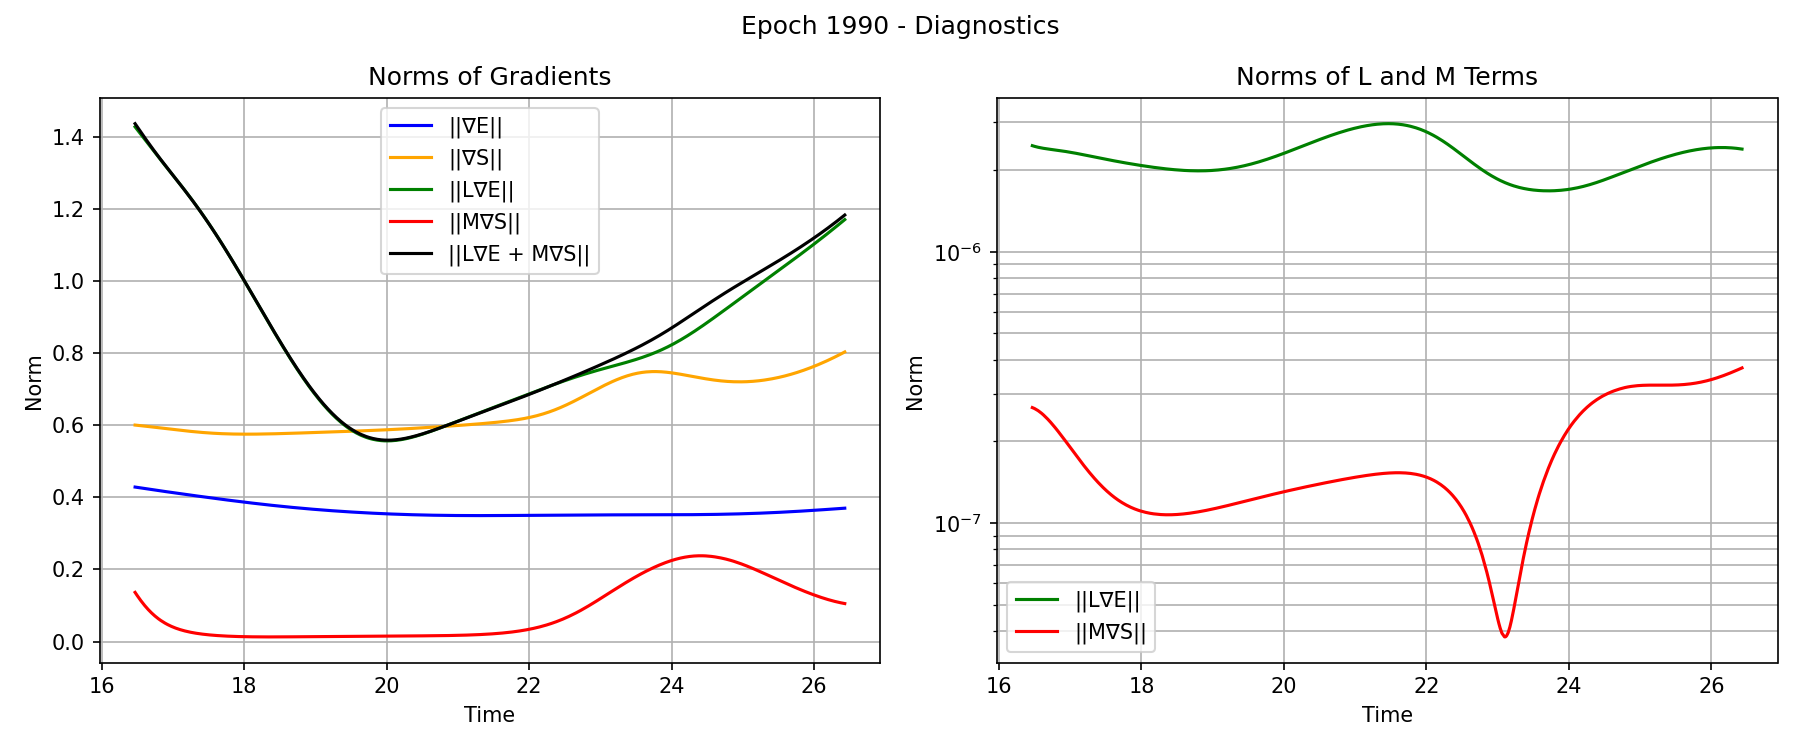 Epoch 1990 - Diagnostics
Norms of Gradients
Norm
1.4
1.2
1.0
0.8
0.6
0.4
0.2
0.0
||∇E||
||∇S||
||L∇E||
||M∇S||
||L∇E + M∇S||
16
18
20
22
24
26
Time
Norms of L and M Terms
Norm
10⁻⁶
10⁻⁷
||L∇E||
||M∇S||
16
18
20
22
24
26
Time